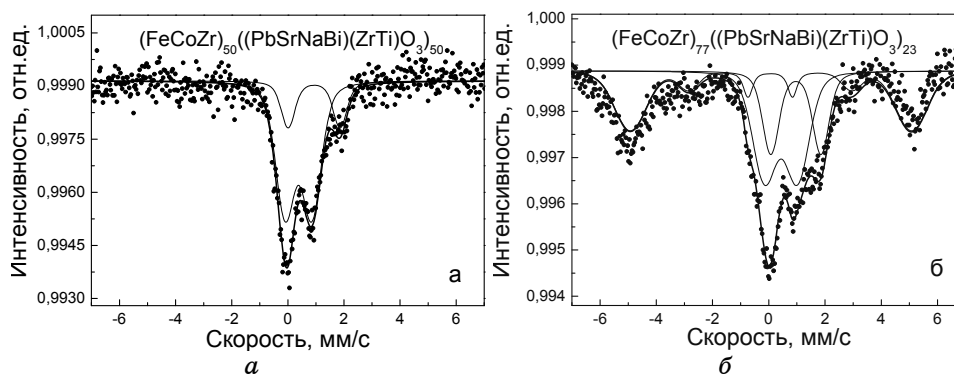 1,0005
0,9990
0,9975
0,9960
0,9945
0,9930
Интенсивность, отн.ед.
(FeCoZr)50((PbSrNaBi)(ZrTi)O3)50
а
-6 -4 -2 0 2 4 6
Скорость, мм/с
а
1,000
0,999
0,998
0,997
0,996
0,995
0,994
Интенсивность, отн.ед.
(FeCoZr)77((PbSrNaBi)(ZrTi)O3)23
б
-6 -4 -2 0 2 4 6
Скорость, мм/с
б